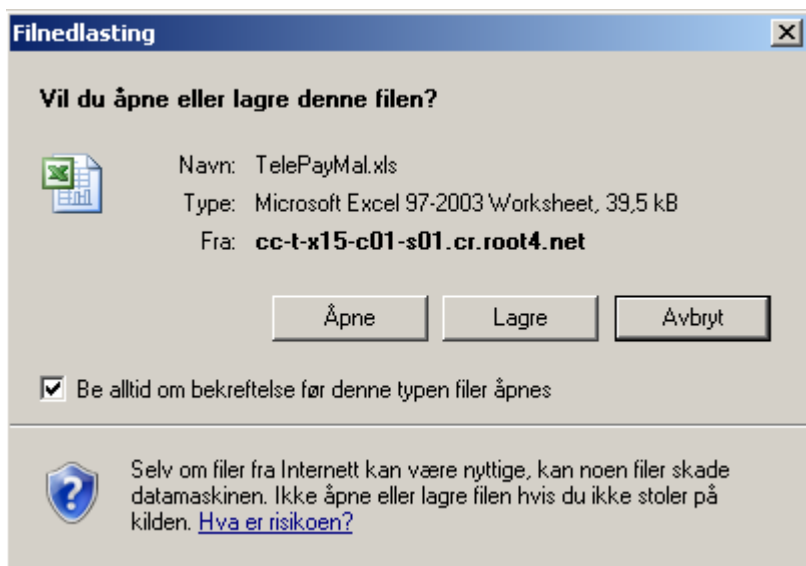 Filnedlasting
Vil du åpne eller lagre denne filen?
Navn: TelePayMal.xls
Type: Microsoft Excel 97-2003 Worksheet, 39,5 kB
Fra: cc-t-x15-c01-s01.cr.root4.net
Åpne Lagre Avbryt
Be alltid om bekreftelse før denne typen filer åpnes
Selv om filer fra Internett kan være nyttige, kan noen filer skade
datamaskinen. Ikke åpne eller lagre filen hvis du ikke stoler på
kilden. Hva er risikoen?